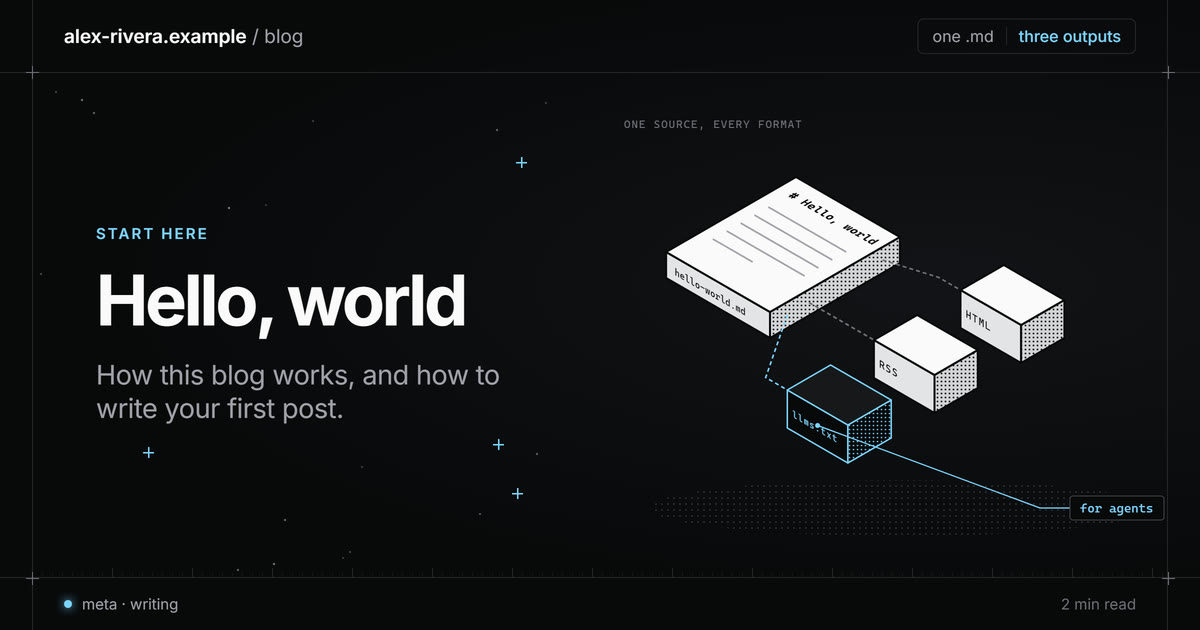 alex-rivera.example / blog
one .md | three outputs
ONE SOURCE, EVERY FORMAT
START HERE
Hello, world
How this blog works, and how to
write your first post.
# Hello, world
hello-world.md
HTML
RSS
llms.txt
for agents
meta · writing
2 min read